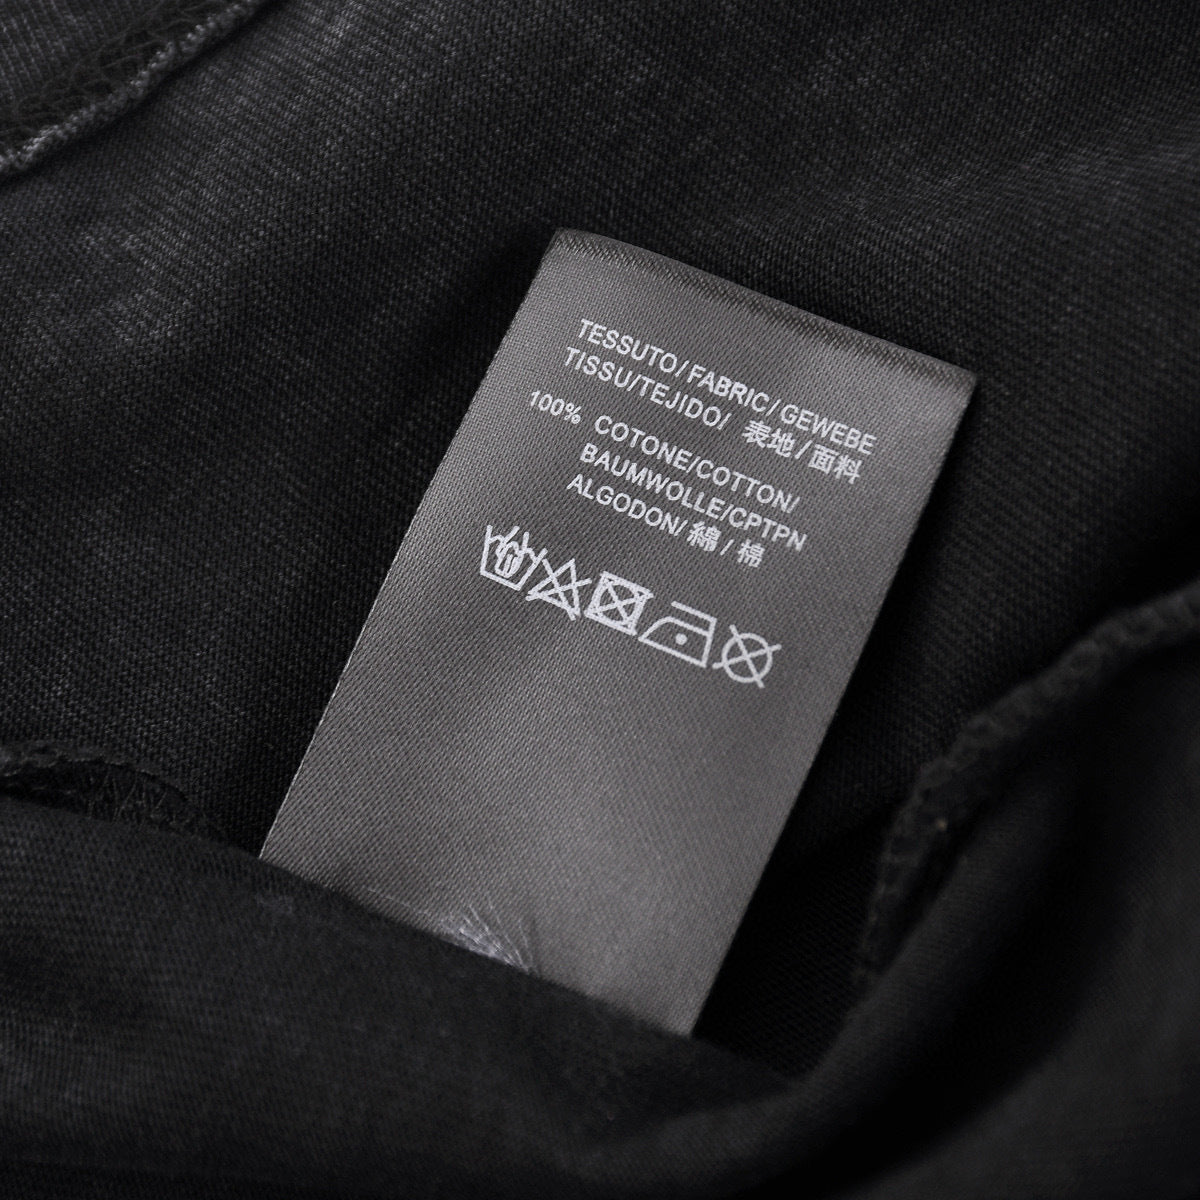 TESSUTO/FABRIC/GEWEBE
TISSU/TEJIDO/ 表地/面料
100% COTONE/COTTON/
BAUMWOLLE/CPTPN
ALGODON/綿/棉